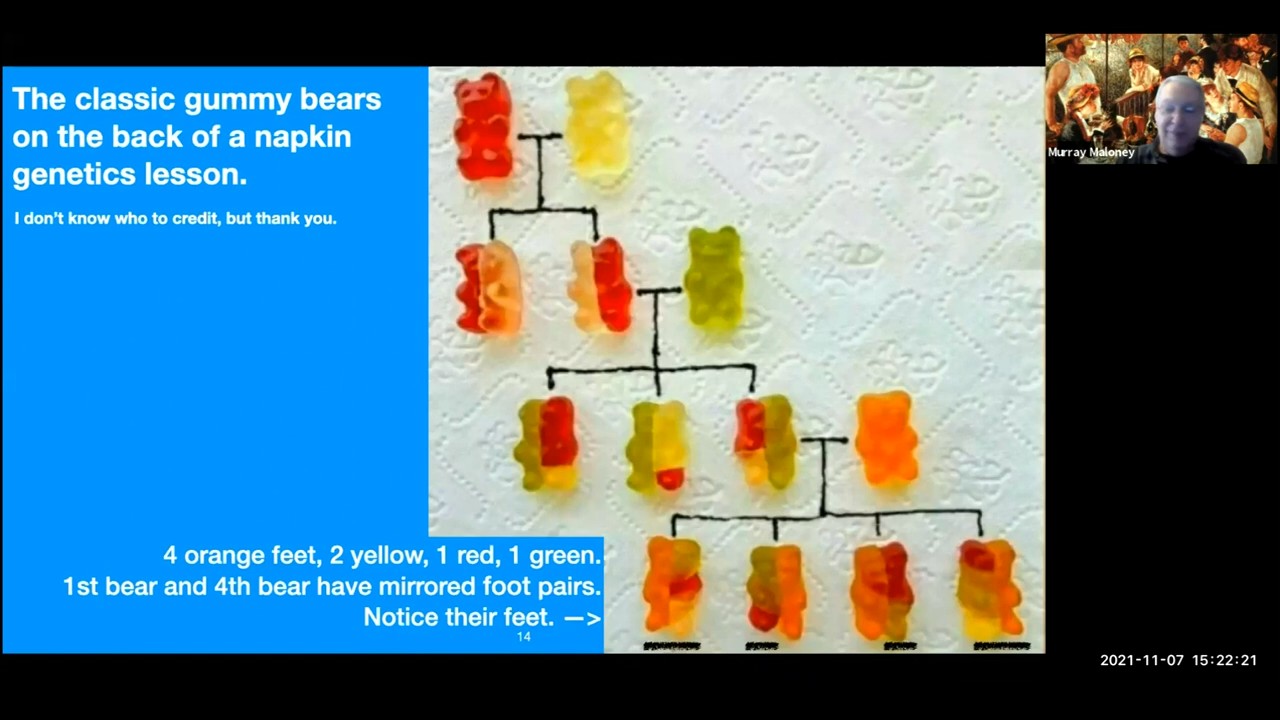 The classic gummy bears
on the back of a napkin
genetics lesson.
I don't know who to credit, but thank you.
4 orange feet, 2 yellow, 1 red, 1 green.
1st bear and 4th bear have mirrored foot pairs.
Notice their feet. —>
14
Murray Maloney
2021-11-07 15:22:21